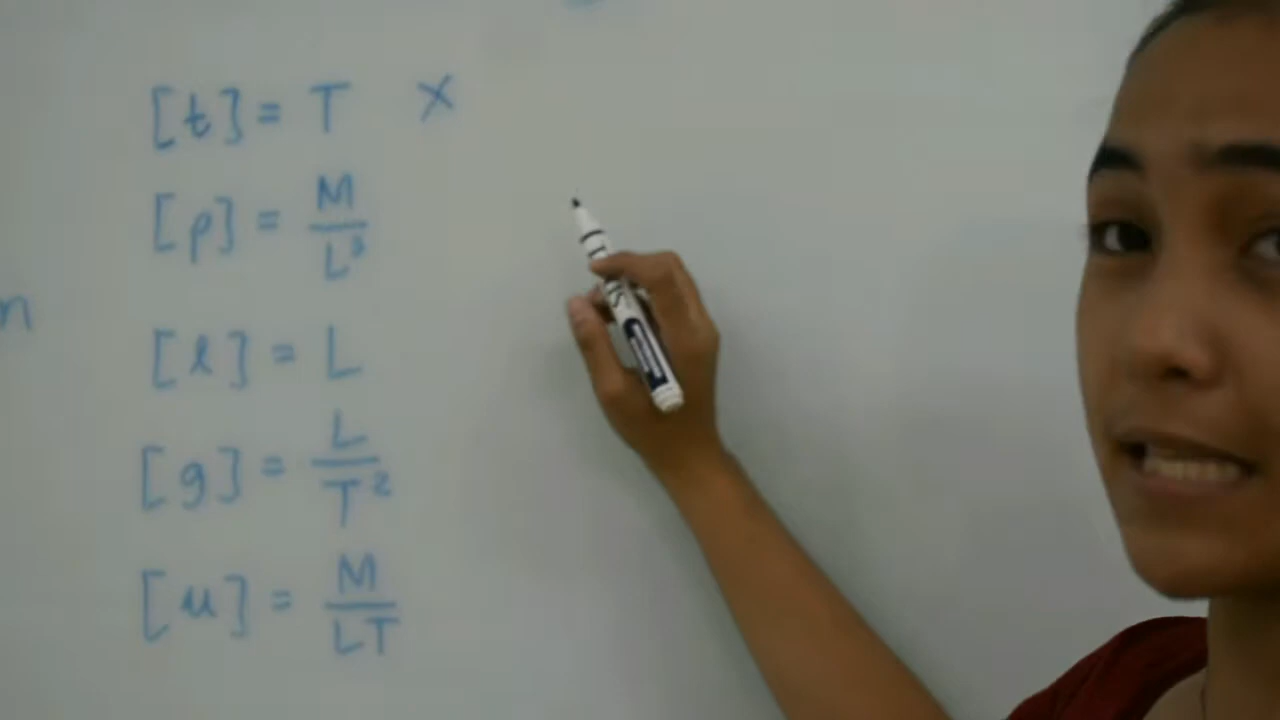 [t] = T ×
[ρ] = M/L³
n
[l] = L
[g] = L/T²
[μ] = M/LT